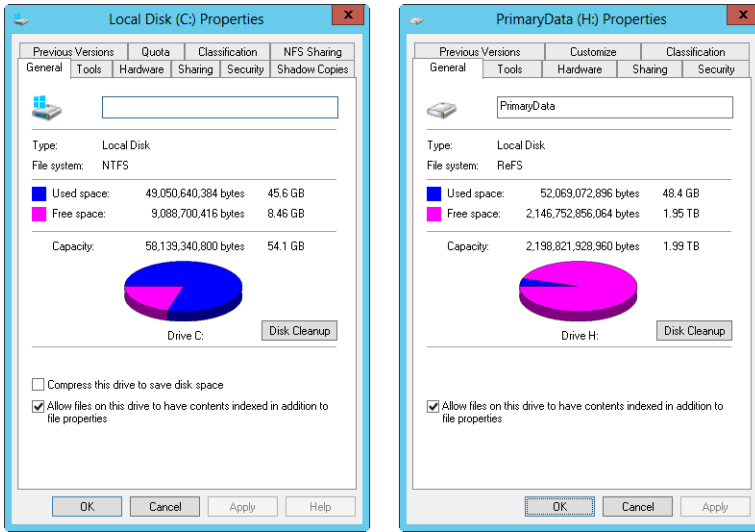 Local Disk (C:) Properties
x
Previous Versions Quota Classification NFS Sharing
General Tools Hardware Sharing Security Shadow Copies
Type: Local Disk
File system: NTFS
Used space: 49,050,640,384 bytes 45.6 GB
Free space: 9,088,700,416 bytes 8.46 GB
Capacity: 58,139,340,800 bytes 54.1 GB
Drive C:
Disk Cleanup
Compress this drive to save disk space
Allow files on this drive to have contents indexed in addition to
file properties
OK Cancel Apply Help
PrimaryData (H:) Properties
x
Previous Versions Customize Classification
General Tools Hardware Sharing Security
PrimaryData
Type: Local Disk
File system: ReFS
Used space: 52,069,072,896 bytes 48.4 GB
Free space: 2,146,752,856,064 bytes 1.95 TB
Capacity: 2,198,821,928,960 bytes 1.99 TB
Drive H:
Disk Cleanup
Allow files on this drive to have contents indexed in addition to
file properties
OK Cancel Apply